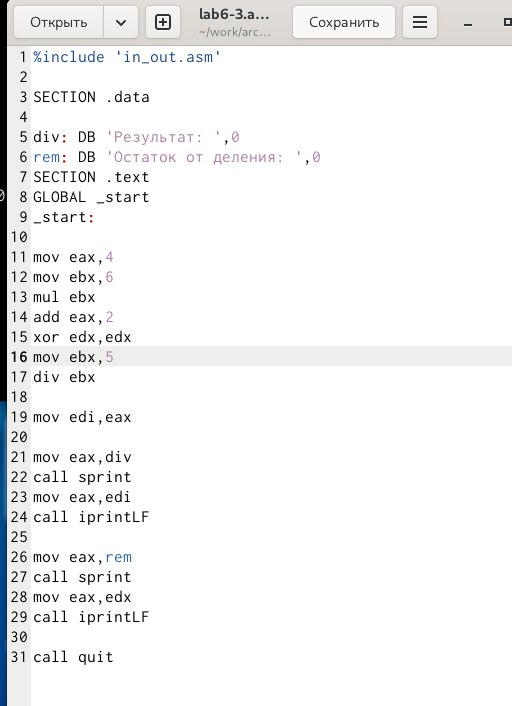 Открыть
lab6-3.a...
~/work/arc...
Сохранить
1 %include 'in_out.asm'
2
3 SECTION .data
4
5 div: DB 'Результат: ',0
6 rem: DB 'Остаток от деления: ',0
7 SECTION .text
8 GLOBAL _start
9 _start:
10
11 mov eax,4
12 mov ebx,6
13 mul ebx
14 add eax,2
15 xor edx,edx
16 mov ebx,5
17 div ebx
18
19 mov edi,eax
20
21 mov eax,div
22 call sprint
23 mov eax,edi
24 call iprintLF
25
26 mov eax,rem
27 call sprint
28 mov eax,edx
29 call iprintLF
30
31 call quit